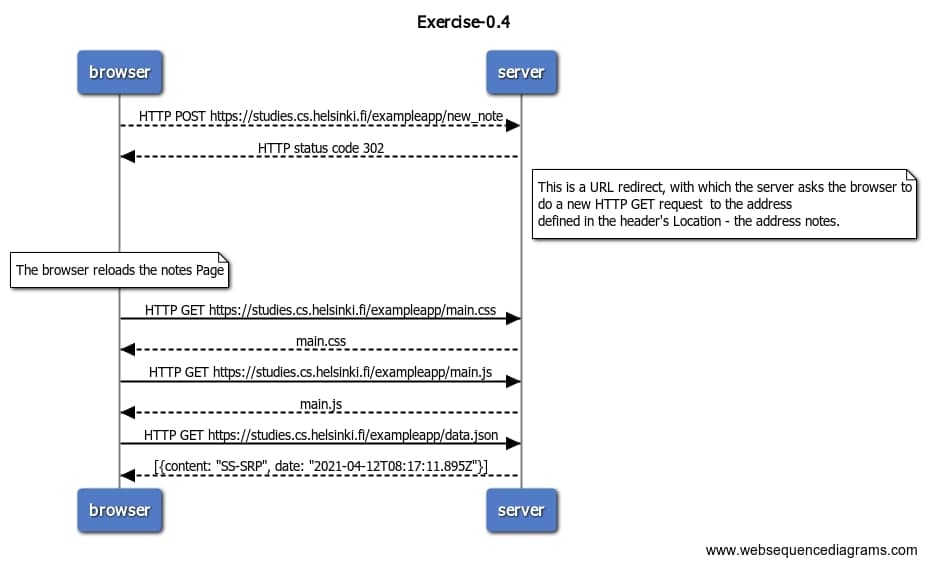 Exercise-0.4
browser
server
HTTP POST https://studies.cs.helsinki.fi/exampleapp/new_note
HTTP status code 302
This is a URL redirect, with which the server asks the browser to
do a new HTTP GET request  to the address
defined in the header's Location - the address notes.
The browser reloads the notes Page
HTTP GET https://studies.cs.helsinki.fi/exampleapp/main.css
main.css
HTTP GET https://studies.cs.helsinki.fi/exampleapp/main.js
main.js
HTTP GET https://studies.cs.helsinki.fi/exampleapp/data.json
[{content: "SS-SRP", date: "2021-04-12T08:17:11.895Z"}]
browser
server
www.websequencediagrams.com